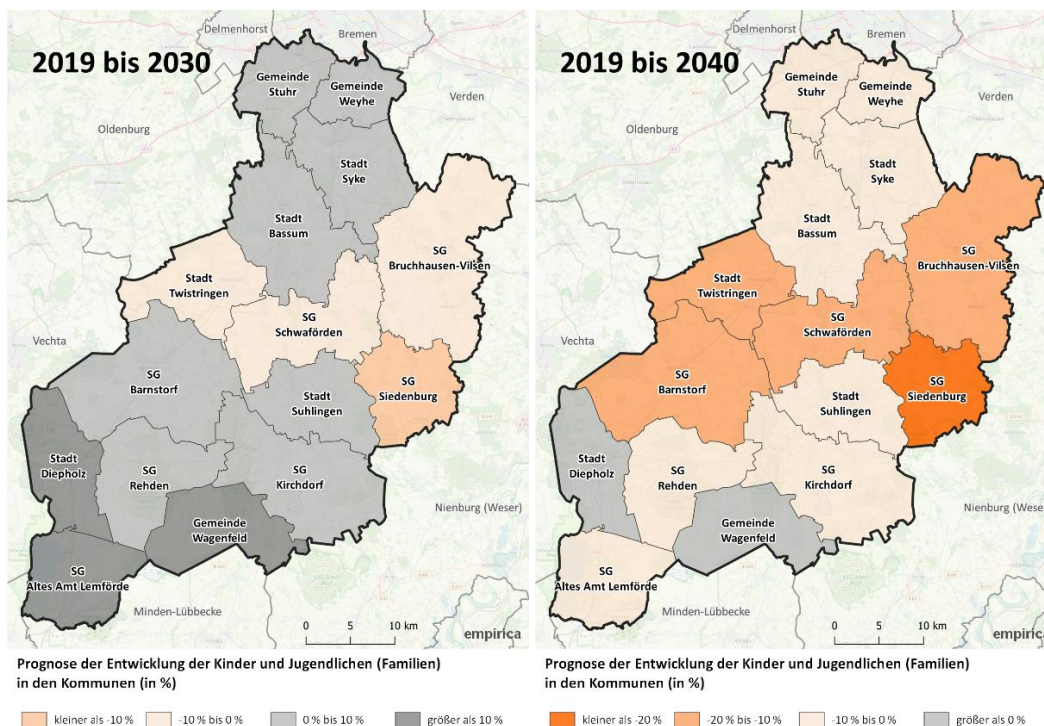 2019 bis 2030
Delmenhorst
Bremen
Gemeinde
Stuhr
Gemeinde
Weyhe
Verden
Oldenburg
Stadt
Syke
Stadt
Bassum
SG
Bruchhausen-Vilsen
Stadt
Twistringen
SG
Schwaförden
Vechta
SG
Barnstorf
SG
Siedenburg
Stadt
Suhlingen
Stadt
Diepholz
SG
Rehden
SG
Kirchdorf
Nienburg (Weser)
Gemeinde
Wagenfeld
SG
Altes Amt Lemförde
Minden-Lübbecke
0 5 10 km
empirica
Prognose der Entwicklung der Kinder und Jugendlichen (Familien)
in den Kommunen (in %)
kleiner als -10 % -10 % bis 0 % 0 % bis 10 % größer als 10 %
2019 bis 2040
Delmenhorst
Bremen
Gemeinde
Stuhr
Gemeinde
Weyhe
Verden
Oldenburg
Stadt
Syke
Stadt
Bassum
SG
Bruchhausen-Vilsen
Stadt
Twistringen
SG
Schwaförden
Vechta
SG
Barnstorf
SG
Siedenburg
Stadt
Suhlingen
Stadt
Diepholz
SG
Rehden
SG
Kirchdorf
Nienburg (Weser)
Gemeinde
Wagenfeld
SG
Altes Amt Lemförde
Minden-Lübbecke
0 5 10 km
empirica
Prognose der Entwicklung der Kinder und Jugendlichen (Familien)
in den Kommunen (in %)
kleiner als -20 % -20 % bis -10 % -10 % bis 0 % größer als 0 %